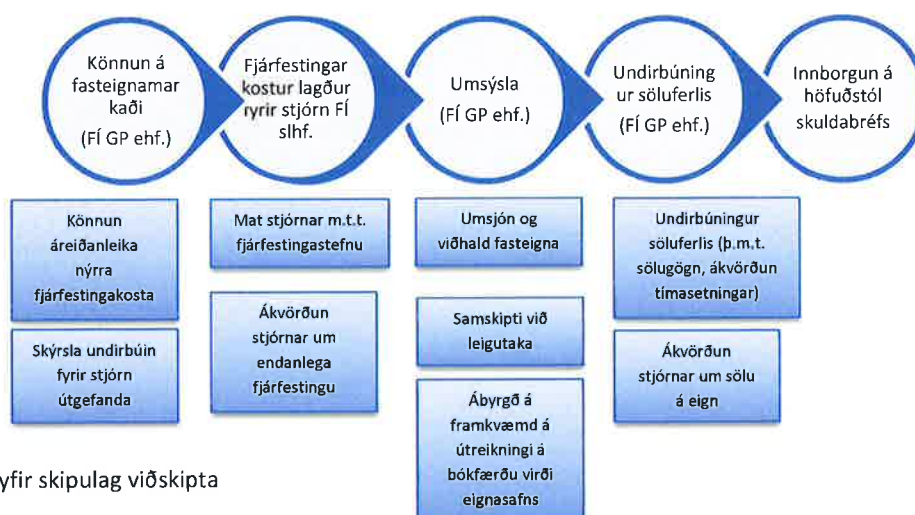 Könnun á
fasteignamar
kaði
(FÍ GP ehf.)
Fjárfestingar
kostur lagður
fyrir stjórn FÍ
slhf.
Umsýsla
(FÍ GP ehf.)
Undirbúning
ur söluferlis
(FÍ GP ehf.)
Innborgun á
höfuðstól
skuldabréfs
Könnun
áreiðanleika
nýrra
fjárfestingakosta
Skýrsla undirbúin
fyrir stjórn
útgefanda
Mat stjórnar m.t.t.
fjárfestingastefnu
Ákvörðun
stjórnar um
endanlega
fjárfestingu
Umsjón og
viðhald fasteigna
Samskipti við
leigutaka
Ábyrgð á
framkvæmd á
útreikningi á
bókfærðu virði
eignasafns
Undirbúningur
söluferlis (þ.m.t.
sölugögn, ákvörðun
tímasetningar)
Ákvörðun
stjórnar um sölu
á eign
yfir skipulag viðskipta